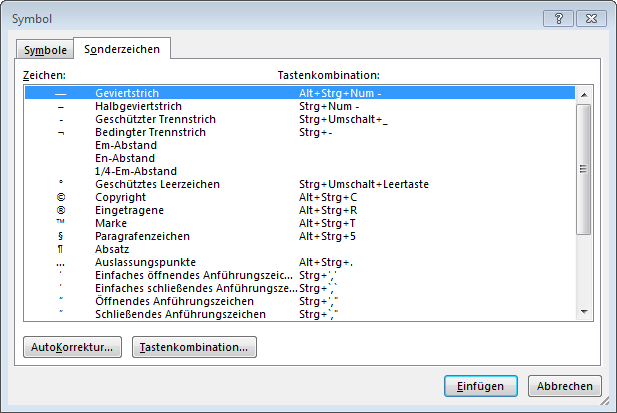 Symbol
Symbole Sonderzeichen
Zeichen: Tastenkombination:
— Geviertstrich Alt+Strg+Num -
– Halbgeviertstrich Strg+Num -
- Geschützter Trennstrich Strg+Umschalt+_
¬ Bedingter Trennstrich Strg+-
Em-Abstand
En-Abstand
1/4-Em-Abstand
° Geschütztes Leerzeichen Strg+Umschalt+Leertaste
© Copyright Alt+Strg+C
® Eingetragene Alt+Strg+R
™ Marke Alt+Strg+T
§ Paragrafenzeichen Alt+Strg+5
¶ Absatz
… Auslassungspunkte Alt+Strg+.
' Einfaches öffnendes Anführungszeic... Strg+','
' Einfaches schließendes Anführungsze... Strg+`,`
" Öffnendes Anführungszeichen Strg+',"
" Schließendes Anführungszeichen Strg+`,"
AutoKorrektur... Tastenkombination...
Einfügen Abbrechen